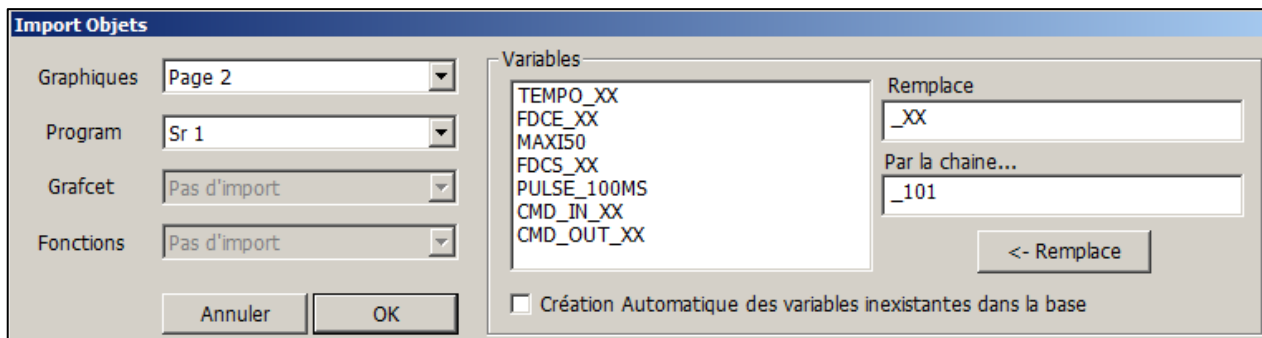 Import Objets
Graphiques
Page 2
Program
Sr 1
Grafcet
Pas d'import
Fonctions
Pas d'import
Annuler
OK
Variables
TEMPO_XX
FDCE_XX
MAXI50
FDCS_XX
PULSE_100MS
CMD_IN_XX
CMD_OUT_XX
Remplace
_XX
Par la chaine...
_101
<- Remplace
Création Automatique des variables inexistantes dans la base